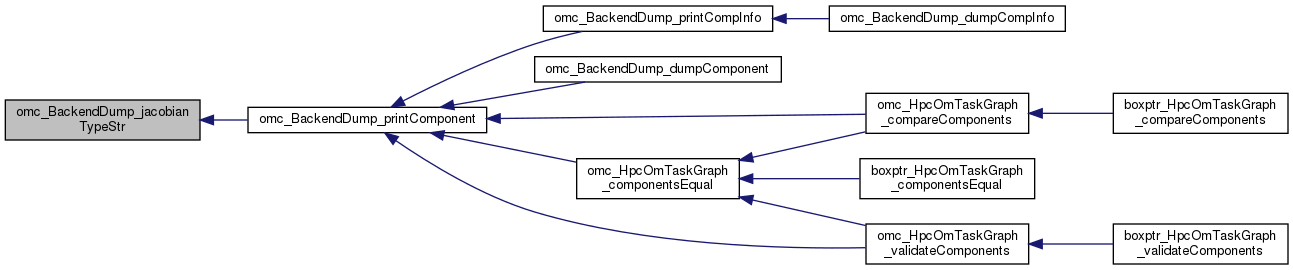 omc_BackendDump_printCompInfo
omc_BackendDump_dumpCompInfo
omc_BackendDump_dumpComponent
omc_BackendDump_jacobian
TypeStr
omc_BackendDump_printComponent
omc_HpcOmTaskGraph
_compareComponents
boxptr_HpcOmTaskGraph
_compareComponents
omc_HpcOmTaskGraph
_componentsEqual
boxptr_HpcOmTaskGraph
_componentsEqual
omc_HpcOmTaskGraph
_validateComponents
boxptr_HpcOmTaskGraph
_validateComponents